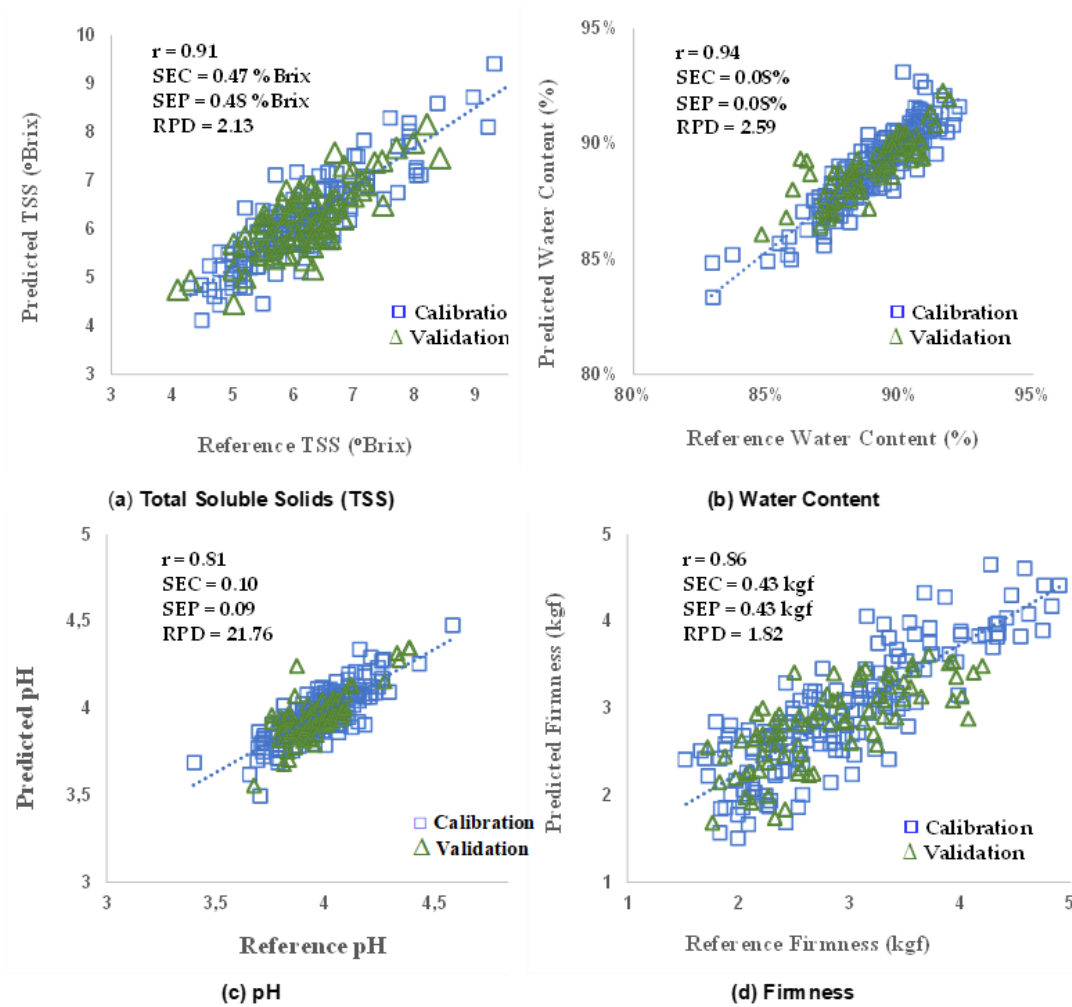 10
9
8
7
6
5
4
3
3
4
5
6
7
8
9
Predicted TSS (ºBrix)
Reference TSS (ºBrix)
r = 0.91
SEC = 0.47 % Brix
SEP = 0.48 % Brix
RPD = 2.13
Calibration
Validation
(a) Total Soluble Solids (TSS)
95%
90%
85%
80%
80%
85%
90%
95%
Predicted Water Content (%)
Reference Water Content (%)
r = 0.94
SEC = 0.08%
SEP = 0.08%
RPD = 2.59
Calibration
Validation
(b) Water Content
5
4,5
4
3,5
3
3
3,5
4
4,5
Predicted pH
Reference pH
r = 0.81
SEC = 0.10
SEP = 0.09
RPD = 21.76
Calibration
Validation
(c) pH
5
4
3
2
1
1
2
3
4
5
Predicted Firmness (kgf)
Reference Firmness (kgf)
r = 0.86
SEC = 0.43 kgf
SEP = 0.43 kgf
RPD = 1.82
Calibration
Validation
(d) Firmness